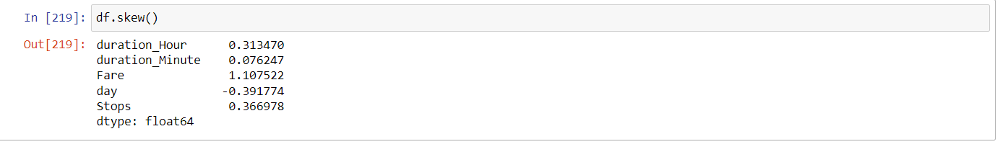 In [219]: df.skew()
Out[219]: duration_Hour 0.313470
duration_Minute 0.076247
Fare 1.107522
day -0.391774
Stops 0.366978
dtype: float64